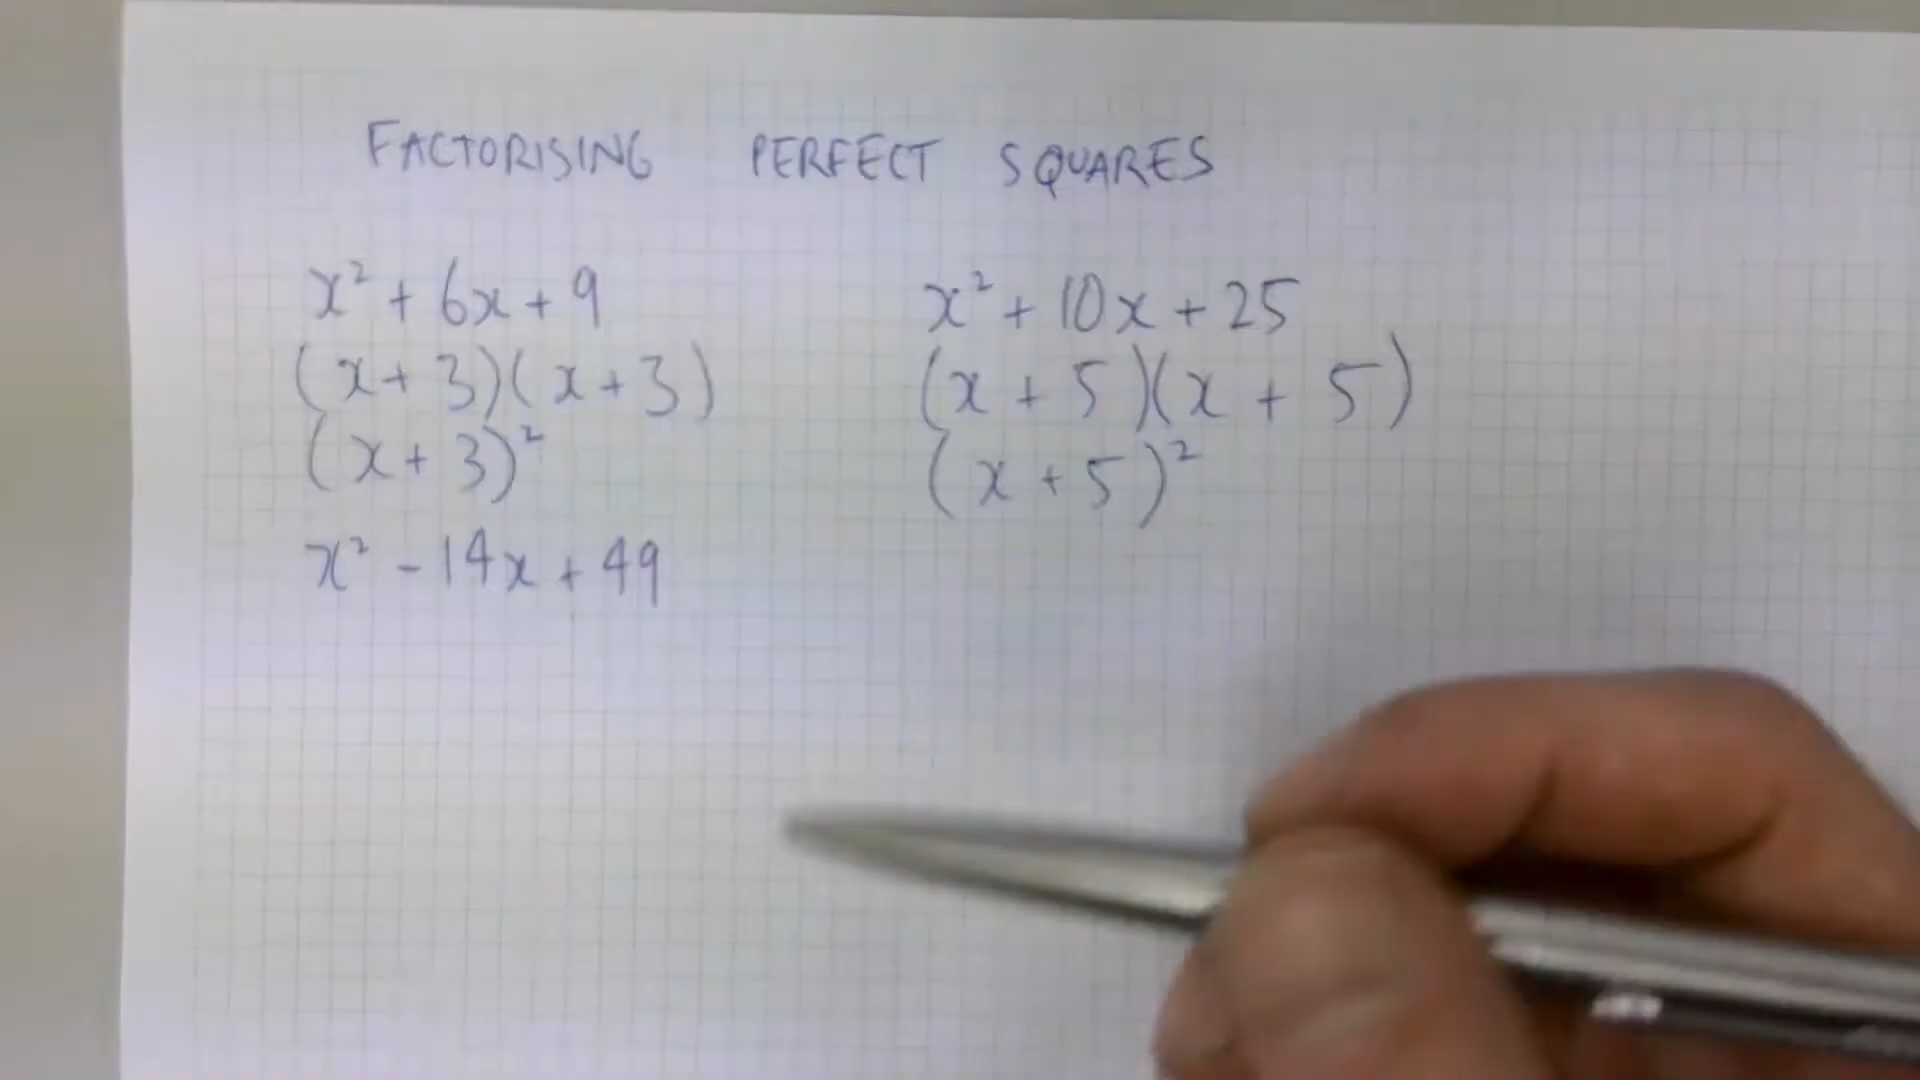 FACTORISING PERFECT SQUARES
x² + 6x + 9
(x + 3)(x + 3)
(x + 3)²
x² - 14x + 49
x² + 10x + 25
(x + 5)(x + 5)
(x + 5)²